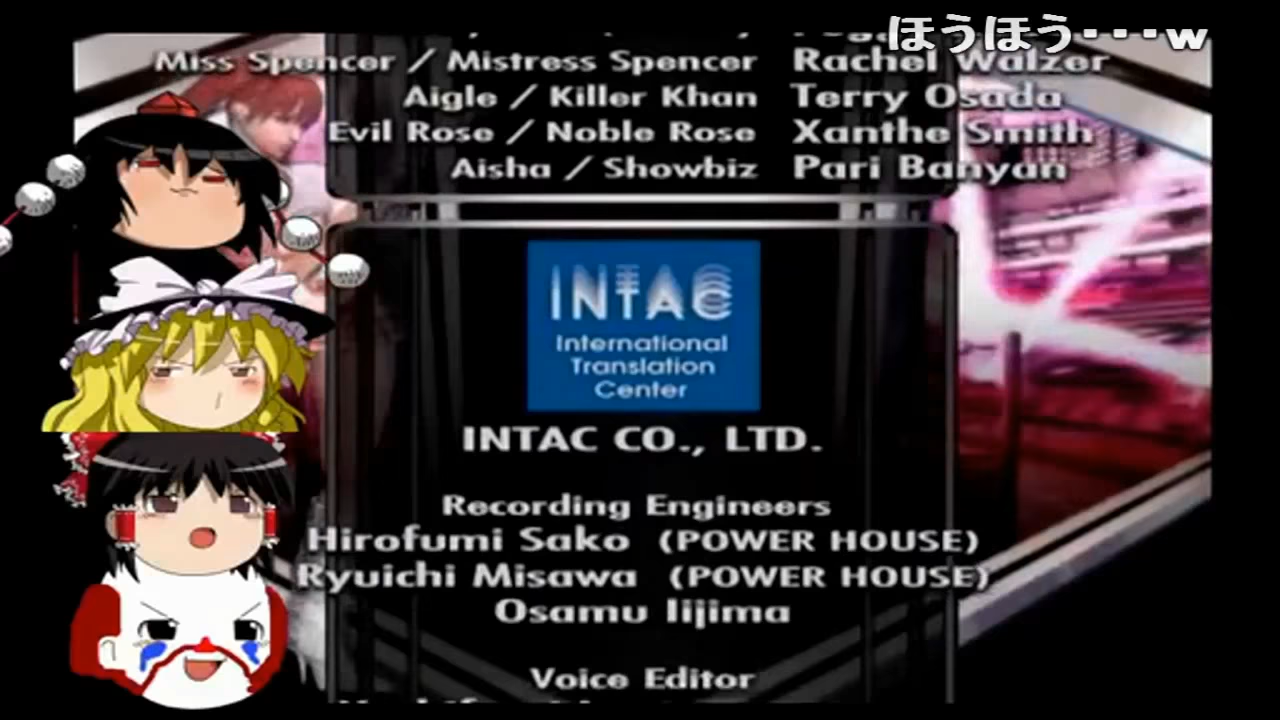 ほうほう・・・w
Miss Spencer / Mistress Spencer Rachel Walzer
Aigle / Killer Khan Terry Osada
Evil Rose / Noble Rose Xanthe Smith
Aisha / Showbiz Pari Banyan
INTAC
International
Translation
Center
INTAC CO., LTD.
Recording Engineers
Hirofumi Sako (POWER HOUSE)
Ryuichi Misawa (POWER HOUSE)
Osamu Iijima
Voice Editor